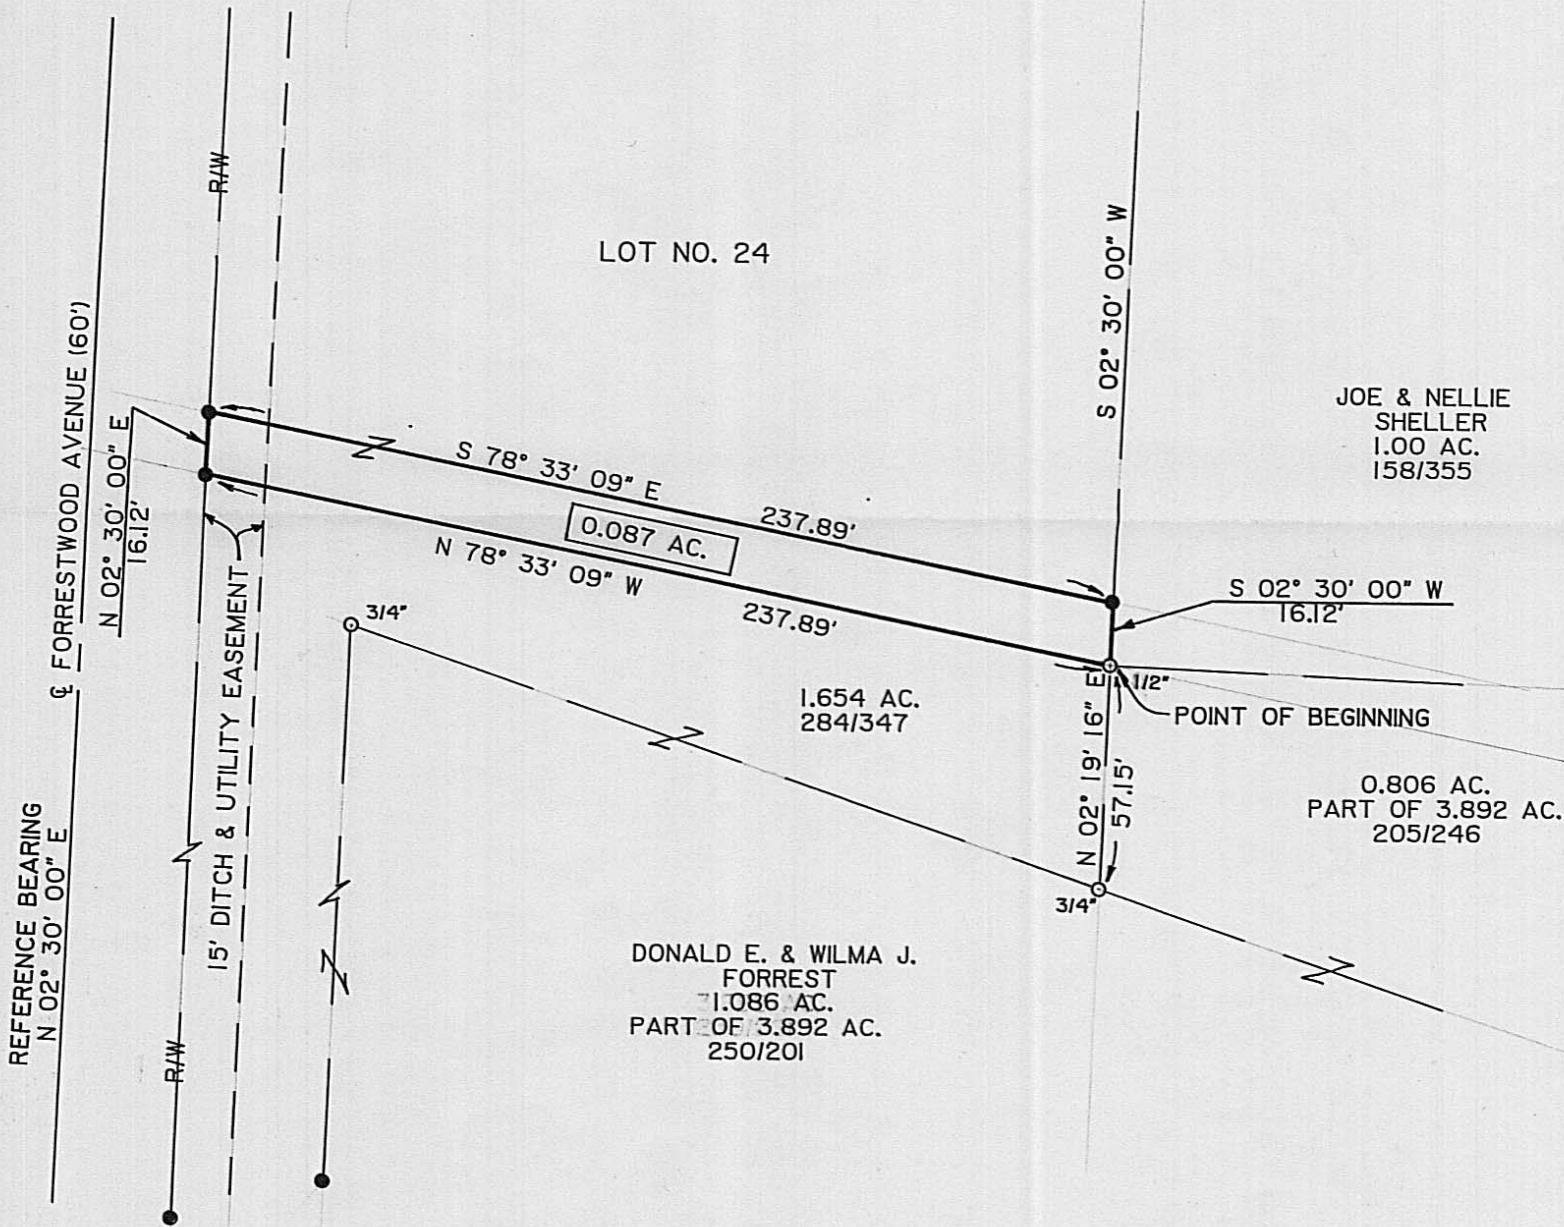 R/W
LOT NO. 24
S 02° 30' 00" W
JOE & NELLIE
SHELLER
1.00 AC.
158/355
℄ FORRESTWOOD AVENUE (60')
N 02° 30' 00" E
16.12'
S 78° 33' 09" E
237.89'
0.087 AC.
N 78° 33' 09" W
237.89'
S 02° 30' 00" W
16.12'
3/4"
1/2"
POINT OF BEGINNING
1.654 AC.
284/347
N 02° 19' 16" E
57.15'
0.806 AC.
PART OF 3.892 AC.
205/246
15' DITCH & UTILITY EASEMENT
REFERENCE BEARING
N 02° 30' 00" E
3/4"
DONALD E. & WILMA J.
FORREST
1.086 AC.
PART OF 3.892 AC.
250/201
R/W